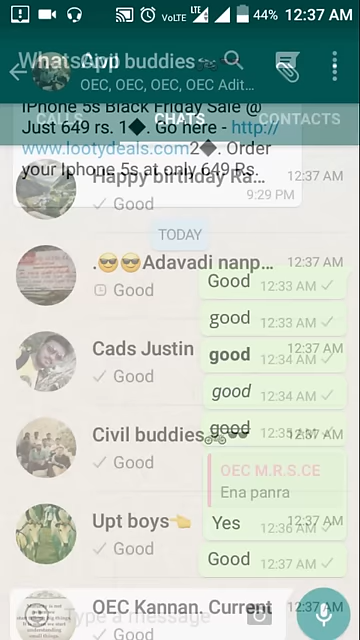 VoLTE LTE 44% 12:37 AM
WhatsApp
Civil buddies
OEC, OEC, OEC, OEC Adit...
CALLS CHATS CONTACTS
iPhone 5s Black Friday Sale @
Just 649 rs. 1◆. Go here - http://
www.lootydeals.com2◆. Order
your Iphone 5s at only 649 Rs.
9:29 PM
Happy birthday Ra... 12:37 AM
Good
TODAY
.😎😎Adavadi nanp... 12:37 AM
Good
Good 12:33 AM
good 12:33 AM
Cads Justin 12:37 AM
Good
good 12:34 AM
good 12:34 AM
Civil buddies🚲🕶 12:37 AM
Good
good
OEC M.R.S.CE
Ena panra
Yes 12:36 AM
Upt boys👈 12:37 AM
Good
Good 12:37 AM
OEC Kannan. Current 12:37 AM
Type a message
Good